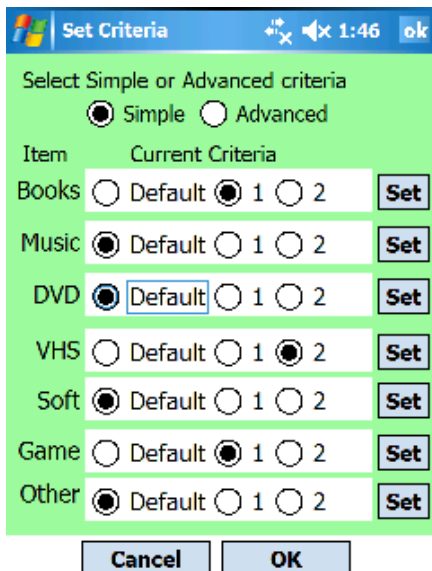 Set Criteria 1:46 ok
Select Simple or Advanced criteria
Simple Advanced
Item Current Criteria
Books Default 1 2 Set
Music Default 1 2 Set
DVD Default 1 2 Set
VHS Default 1 2 Set
Soft Default 1 2 Set
Game Default 1 2 Set
Other Default 1 2 Set
Cancel OK